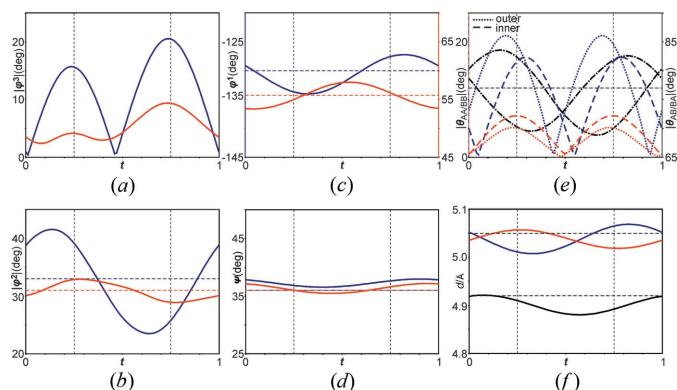 20
10
0
|φ³|(deg)
0
t
1
(a)
-125
-135
-145
φ¹(deg)
65
55
45
0
t
1
(c)
outer
inner
20
10
0
|θAA/BB|(deg)
85
75
65
|θAB/BA|(deg)
0
t
1
(e)
40
30
20
|φ²|(deg)
0
t
1
(b)
45
35
25
ψ(deg)
0
t
1
(d)
5.1
5.0
4.9
4.8
d/A
0
t
1
(f)